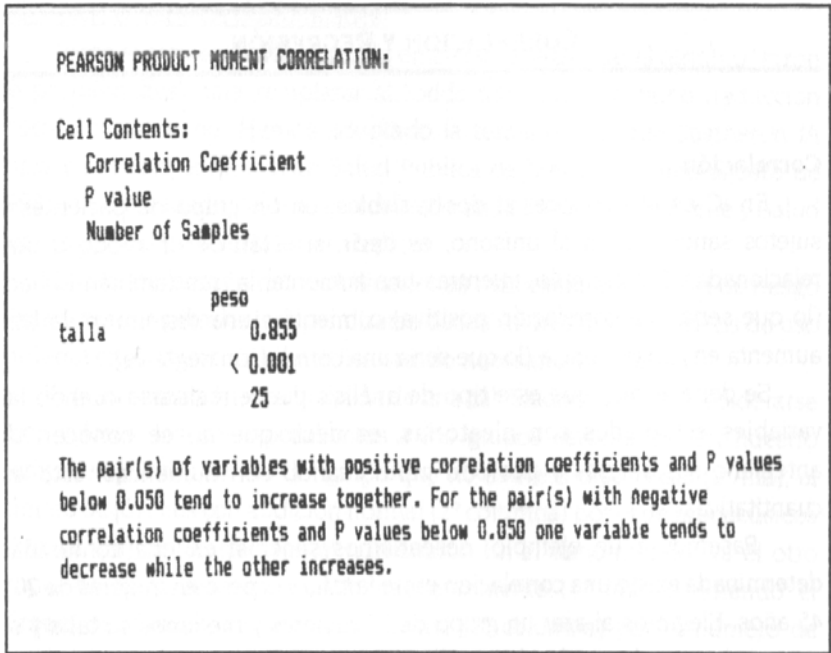 PEARSON PRODUCT MOMENT CORRELATION:
Cell Contents:
Correlation Coefficient
P value
Number of Samples
peso
talla 0.855
< 0.001
25
The pair(s) of variables with positive correlation coefficients and P values
below 0.050 tend to increase together. For the pair(s) with negative
correlation coefficients and P values below 0.050 one variable tends to
decrease while the other increases.